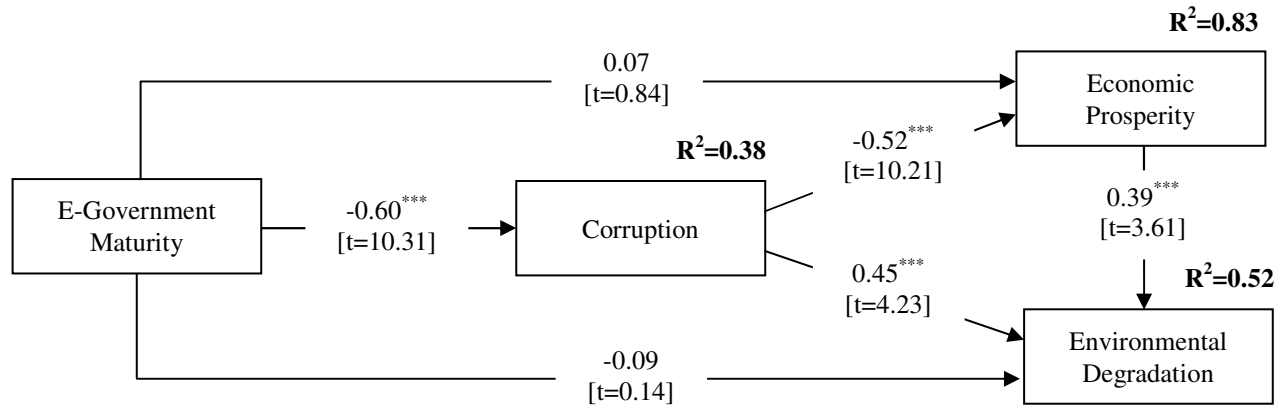 R²=0.83
0.07
[t=0.84]
Economic
Prosperity
-0.52***
[t=10.21]
R²=0.38
E-Government
Maturity
-0.60***
[t=10.31]
Corruption
0.39***
[t=3.61]
0.45***
[t=4.23]
R²=0.52
Environmental
Degradation
-0.09
[t=0.14]